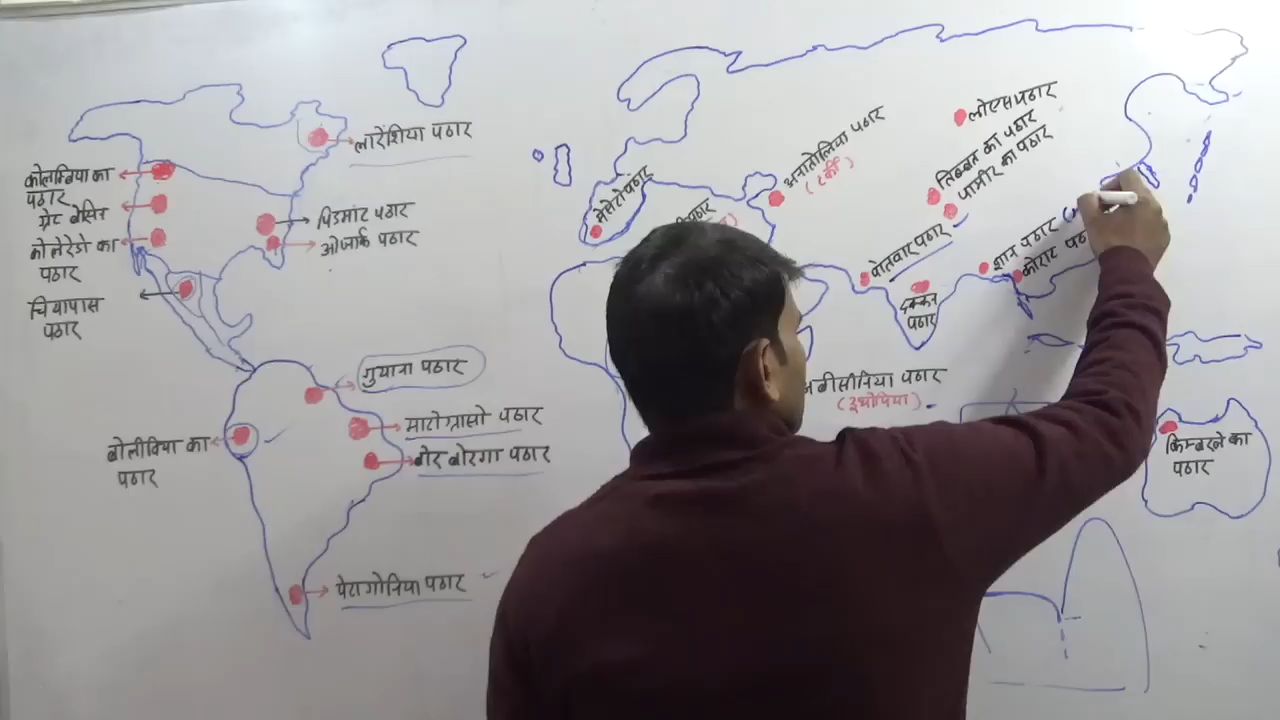 लारेंशिया पठार
कोलम्बिया का
पठार
ग्रेट बेसिन
कोलेरेडो का
पठार
चियापास
पठार
पिडमांट पठार
ओजार्क पठार
गुयाना पठार
माटोग्रासो पठार
बोरबोरेगा पठार
बोलीविया का
पठार
पेटागोनिया पठार
मेसेटा पठार
अनातोलिया पठार
(टर्की)
लोएस पठार
तिब्बत का पठार
पामीर का पठार
पोतवार पठार
दक्कन
पठार
शान पठार (
कोराट
अबीसीनिया पठार
(इथोपिया)
किम्बरले का
पठार